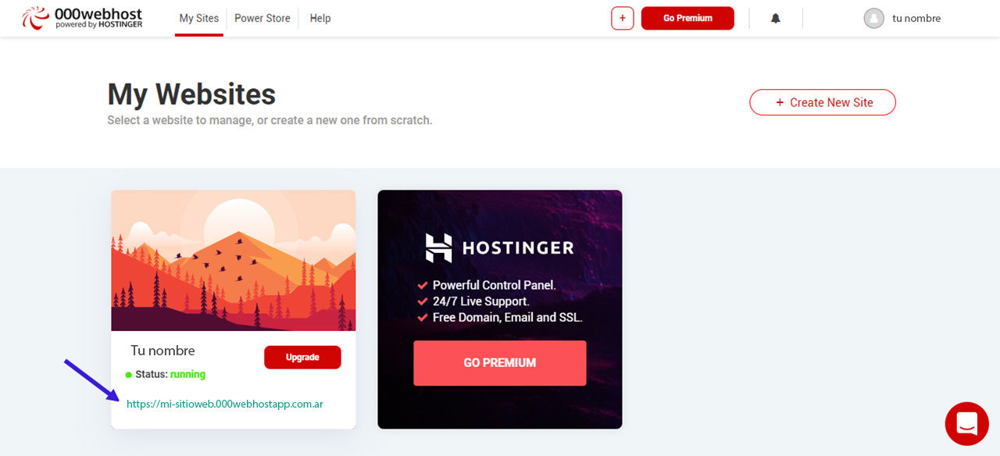 000webhost
powered by HOSTINGER
My Sites
Power Store
Help
+
Go Premium
tu nombre
My Websites
Select a website to manage, or create a new one from scratch.
+ Create New Site
Tu nombre
Upgrade
Status: running
https://mi-sitioweb.000webhostapp.com.ar
HOSTINGER
Powerful Control Panel.
24/7 Live Support.
Free Domain, Email and SSL.
GO PREMIUM